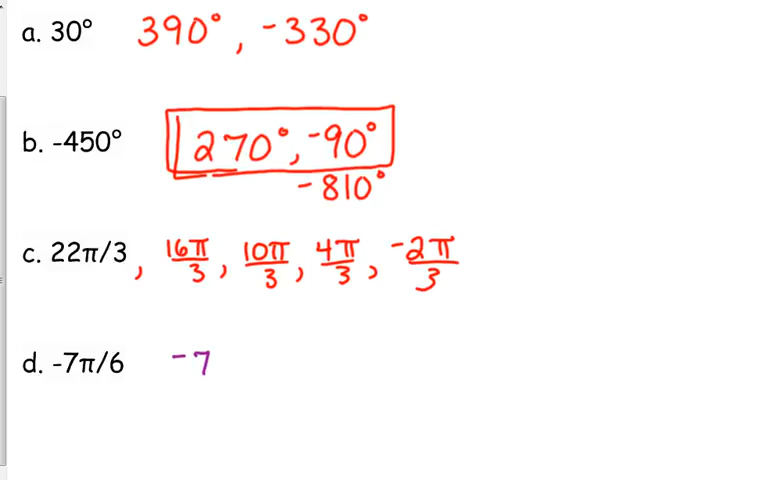 a. 30° 390°, -330°
b. -450° 270°, -90°
-810°
c. 22π/3, 16π/3, 10π/3, 4π/3, -2π/3
d. -7π/6 -7